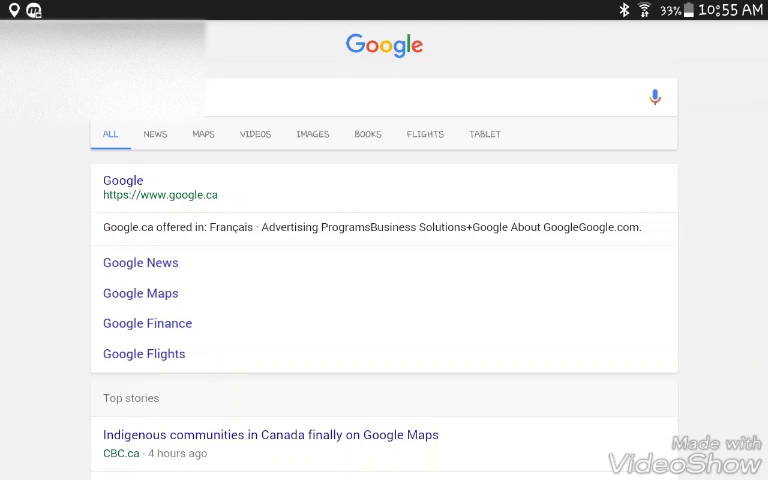 33% 10:55 AM
Google
ALL NEWS MAPS VIDEOS IMAGES BOOKS FLIGHTS TABLET
Google
https://www.google.ca
Google.ca offered in: Français · Advertising ProgramsBusiness Solutions+Google About GoogleGoogle.com.
Google News
Google Maps
Google Finance
Google Flights
Top stories
Indigenous communities in Canada finally on Google Maps
CBC.ca - 4 hours ago
Made with
VideoShow